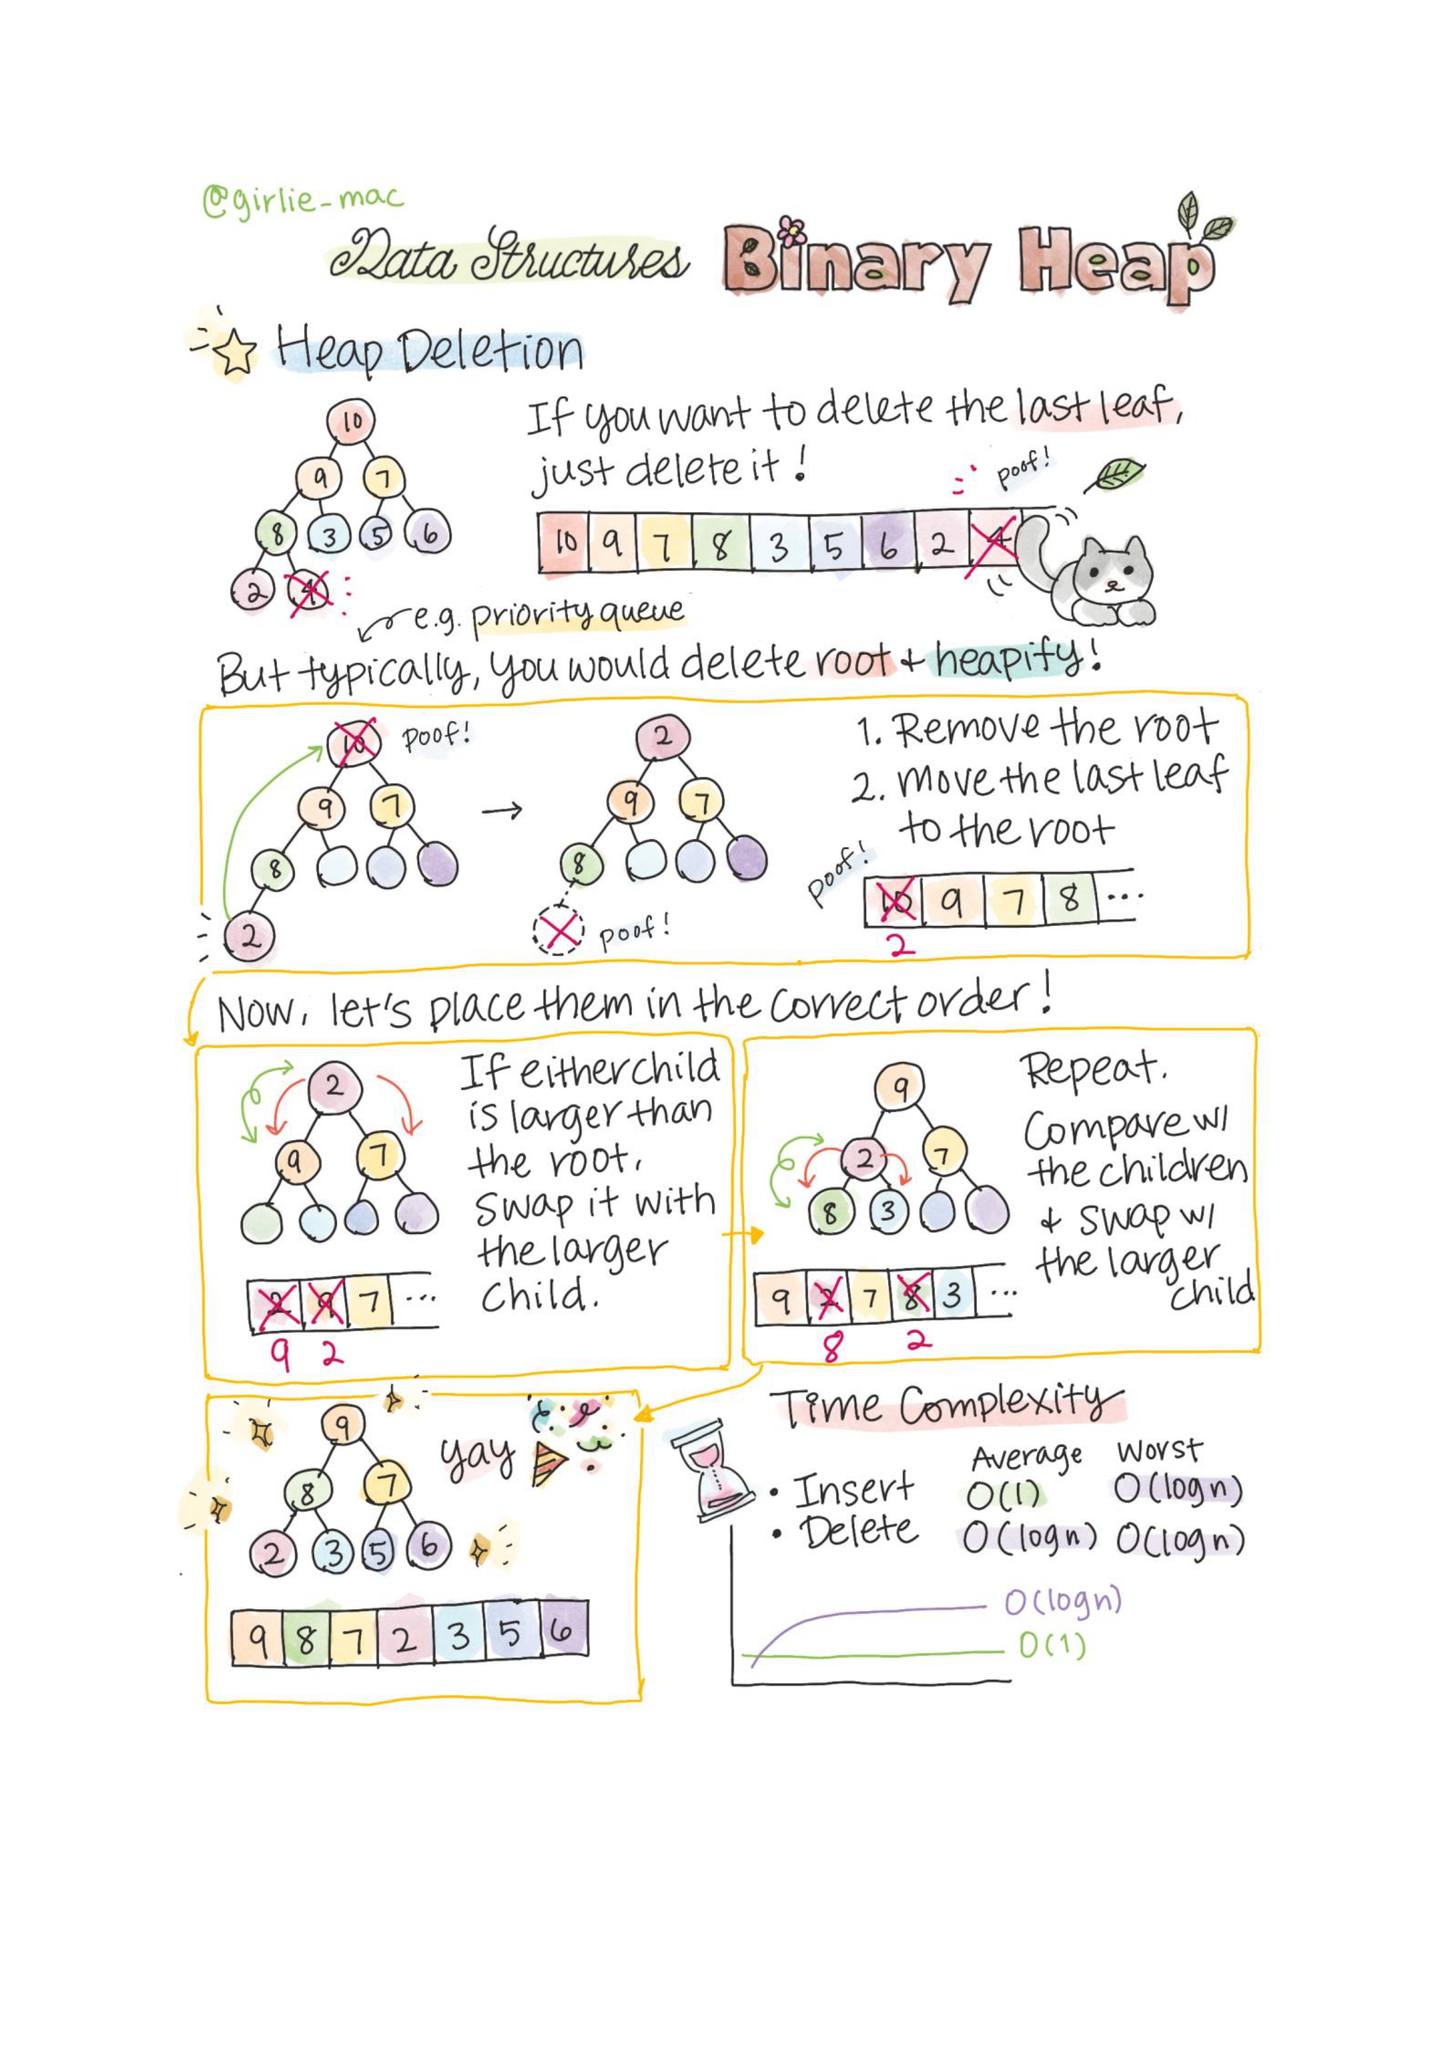 @girlie_mac
Data Structures Binary Heap
Heap Deletion
10
9 7
8 3 5 6
2 4
If you want to delete the last leaf,
just delete it!
poof!
10 9 7 8 3 5 6 2 4
e.g. priority queue
But typically, you would delete root + heapify!
10 poof!
9 7
8
2
2
9 7
8
poof!
1. Remove the root
2. Move the last leaf
to the root
poof!
10 9 7 8 ...
2
Now, let's place them in the correct order!
2
9 7
If either child
is larger than
the root,
swap it with
the larger
child.
2 9 7 ...
9 2
9
2 7
8 3
Repeat.
Compare w/
the children
+ swap w/
the larger
child
9 2 7 8 3 ...
8 2
9
8 7
2 3 5 6
yay
9 8 7 2 3 5 6
Time Complexity
Average Worst
• Insert O(1) O(logn)
• Delete O(logn) O(logn)
O(logn)
O(1)